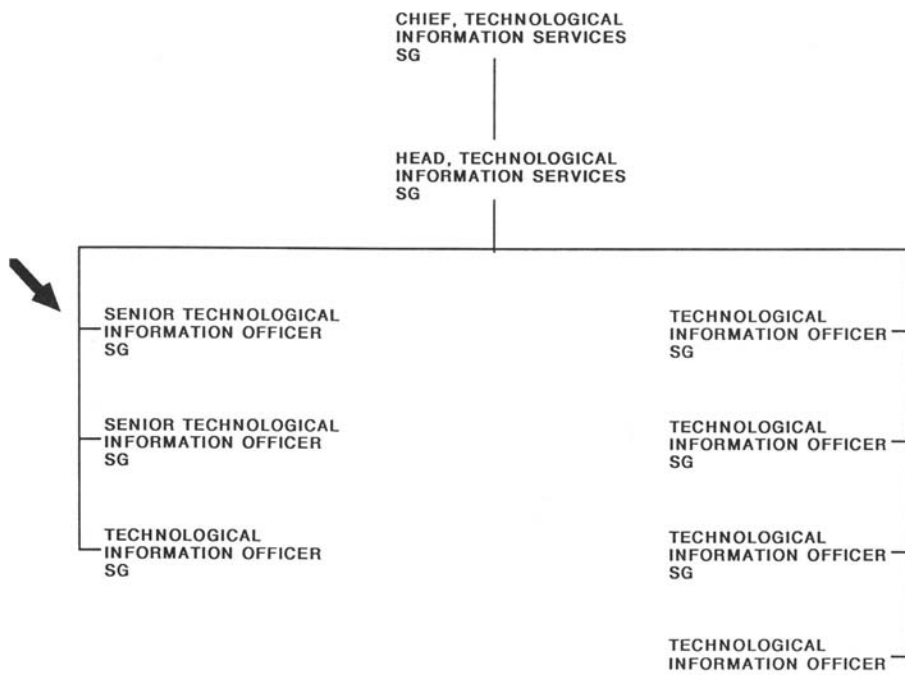 CHIEF, TECHNOLOGICAL
INFORMATION SERVICES
SG
HEAD, TECHNOLOGICAL
INFORMATION SERVICES
SG
SENIOR TECHNOLOGICAL
INFORMATION OFFICER
SG
SENIOR TECHNOLOGICAL
INFORMATION OFFICER
SG
TECHNOLOGICAL
INFORMATION OFFICER
SG
TECHNOLOGICAL
INFORMATION OFFICER
SG
TECHNOLOGICAL
INFORMATION OFFICER
SG
TECHNOLOGICAL
INFORMATION OFFICER
SG
TECHNOLOGICAL
INFORMATION OFFICER